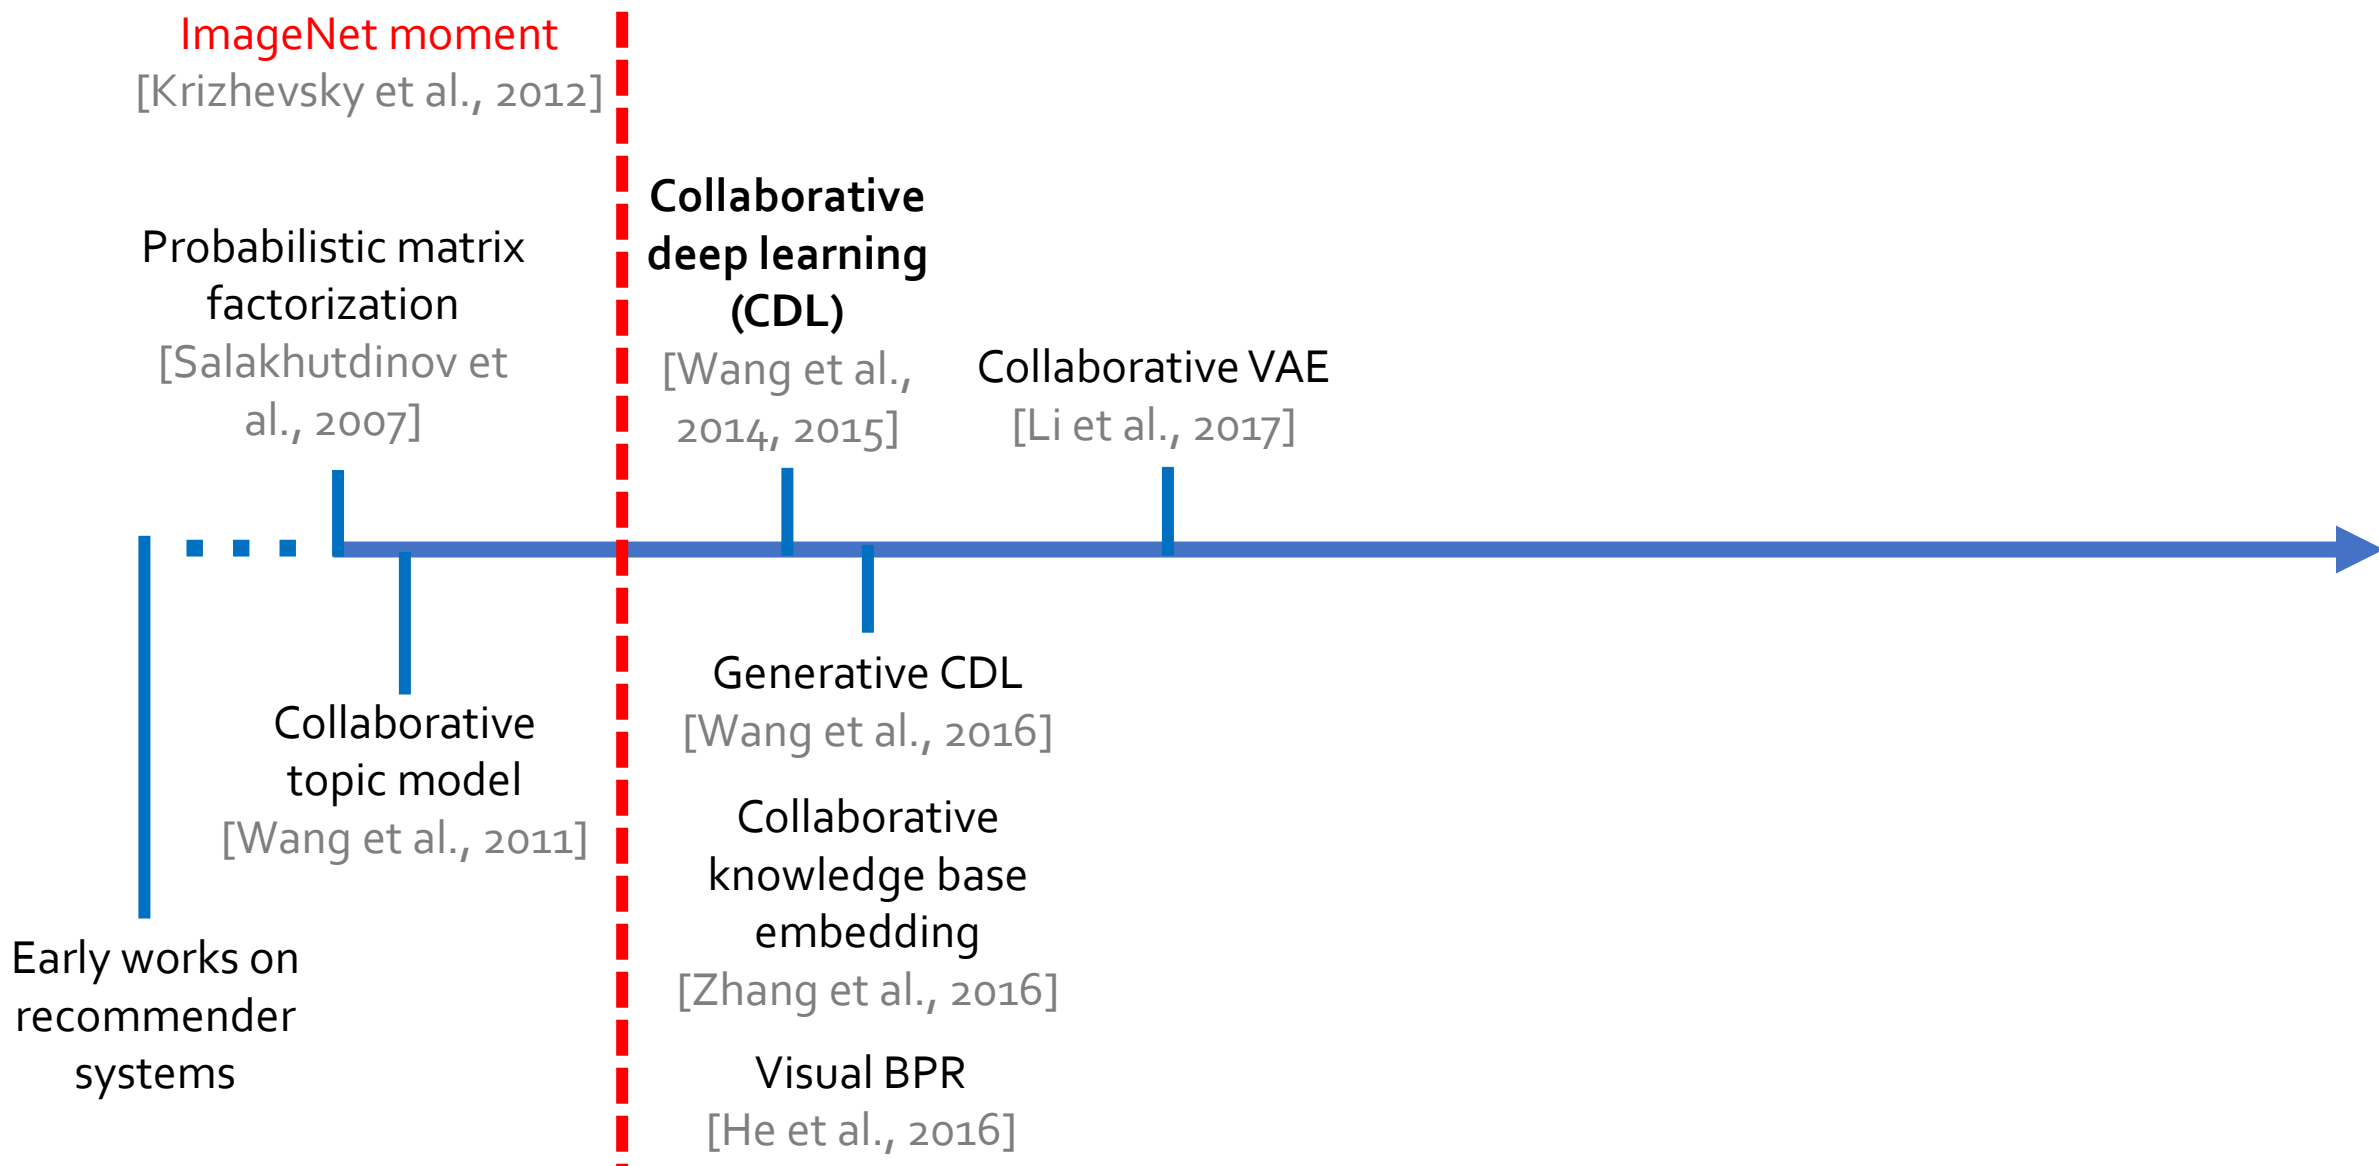 ImageNet moment
[Krizhevsky et al., 2012]
Probabilistic matrix
factorization
[Salakhutdinov et
al., 2007]
Collaborative
deep learning
(CDL)
[Wang et al.,
2014, 2015]
Collaborative VAE
[Li et al., 2017]
Early works on
recommender
systems
Collaborative
topic model
[Wang et al., 2011]
Generative CDL
[Wang et al., 2016]
Collaborative
knowledge base
embedding
[Zhang et al., 2016]
Visual BPR
[He et al., 2016]